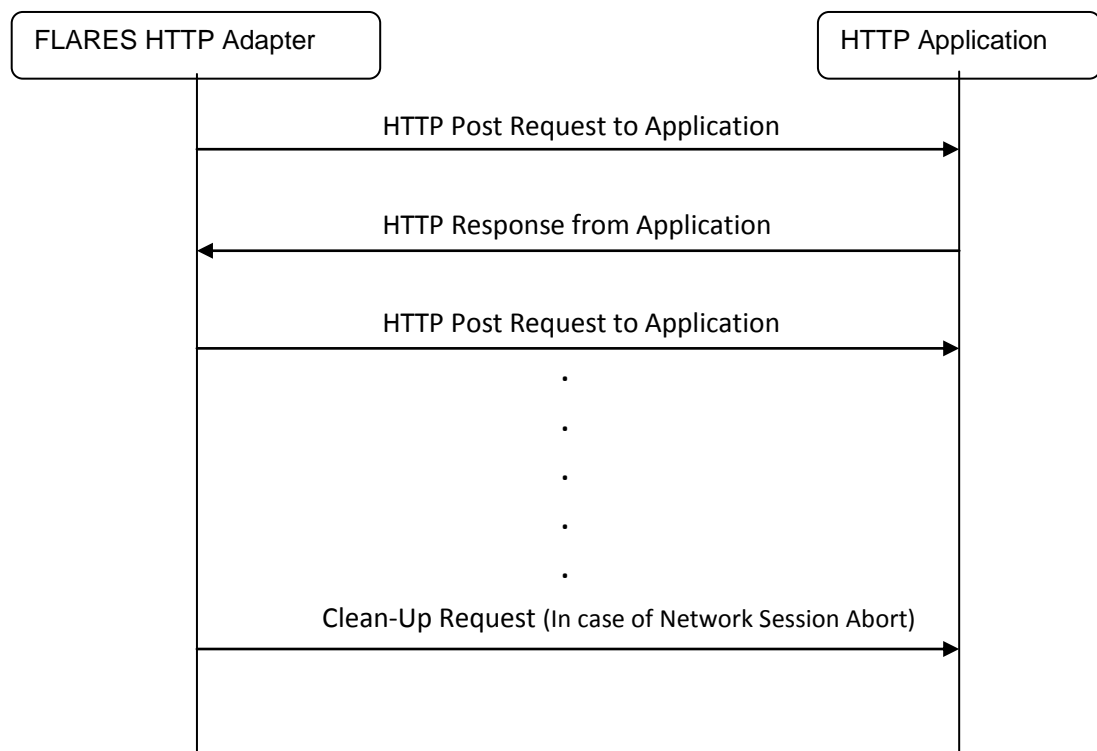 FLARES HTTP Adapter
HTTP Application
HTTP Post Request to Application
HTTP Response from Application
HTTP Post Request to Application
.
.
.
.
.
Clean-Up Request (In case of Network Session Abort)